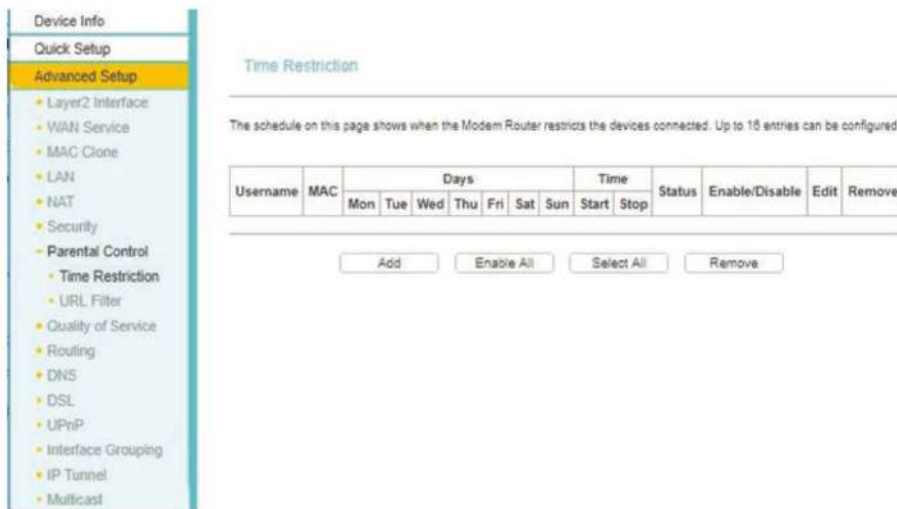 Device Info
Quick Setup
Advanced Setup
Layer2 Interface
WAN Service
MAC Clone
LAN
NAT
Security
Parental Control
Time Restriction
URL Filter
Quality of Service
Routing
DNS
DSL
UPnP
Interface Grouping
IP Tunnel
Multicast
Time Restriction
The schedule on this page shows when the Modem Router restricts the devices connected. Up to 16 entries can be configured
Username MAC Days Time Status Enable/Disable Edit Remove
Mon Tue Wed Thu Fri Sat Sun Start Stop
Add Enable All Select All Remove